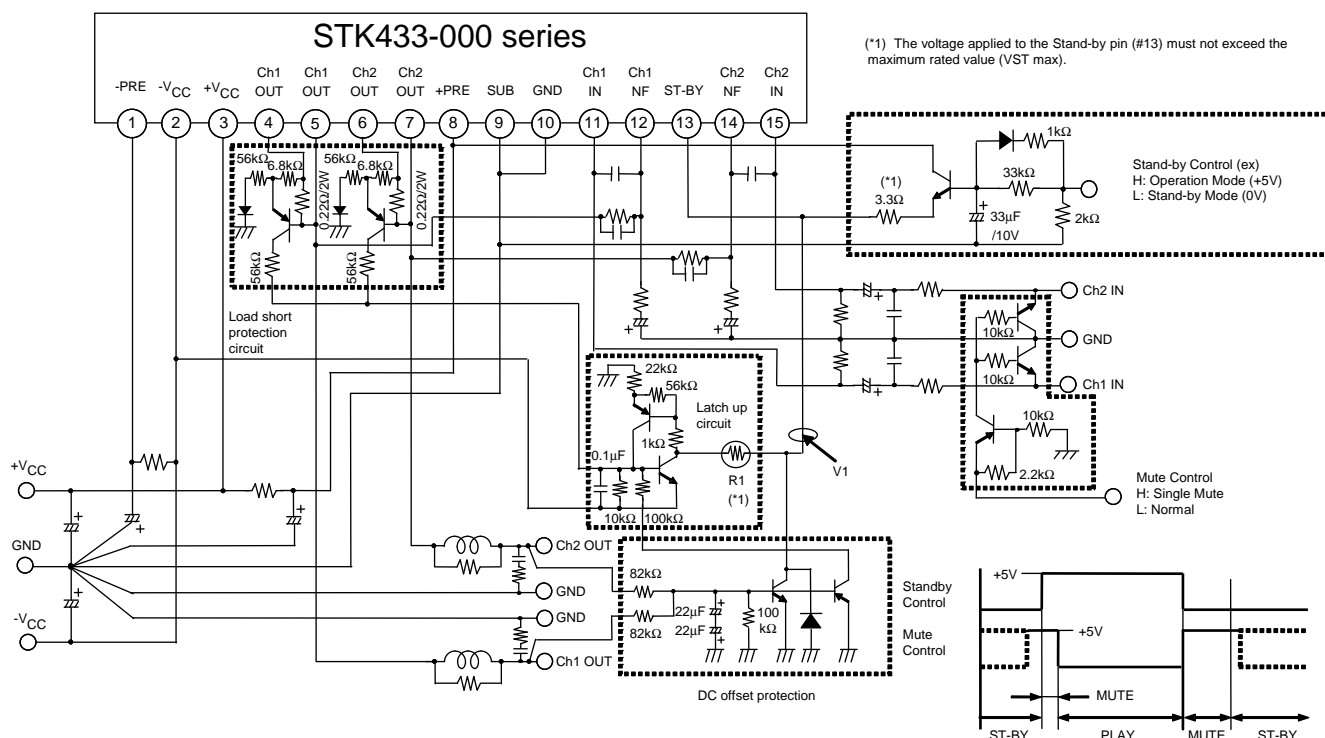 STK433-000 series
(*1) The voltage applied to the Stand-by pin (#13) must not exceed the
maximum rated value (VST max).
-PRE -VCC +VCC Ch1 OUT Ch1 OUT Ch2 OUT Ch2 OUT +PRE SUB GND Ch1 IN Ch1 NF ST-BY Ch2 NF Ch2 IN
1 2 3 4 5 6 7 8 9 10 11 12 13 14 15
56kΩ
6.8kΩ
0.22Ω/2W
56kΩ
56kΩ
6.8kΩ
0.22Ω/2W
56kΩ
Load short
protection
circuit
1kΩ
33kΩ
(*1)
3.3Ω
33µF
/10V
2kΩ
Stand-by Control (ex)
H: Operation Mode (+5V)
L: Stand-by Mode (0V)
+
+
+
+
Ch2 IN
10kΩ
GND
10kΩ
Ch1 IN
10kΩ
2.2kΩ
Mute Control
H: Single Mute
L: Normal
22kΩ
56kΩ
Latch up
circuit
1kΩ
0.1µF
R1
(*1)
10kΩ 100kΩ
V1
+VCC
GND
-VCC
+
+
+
+
Ch2 OUT
GND
GND
Ch1 OUT
82kΩ
82kΩ
22µF
22µF
+
+
100
kΩ
DC offset protection
Standby
Control
Mute
Control
+5V
+5V
MUTE
ST-BY PLAY MUTE ST-BY